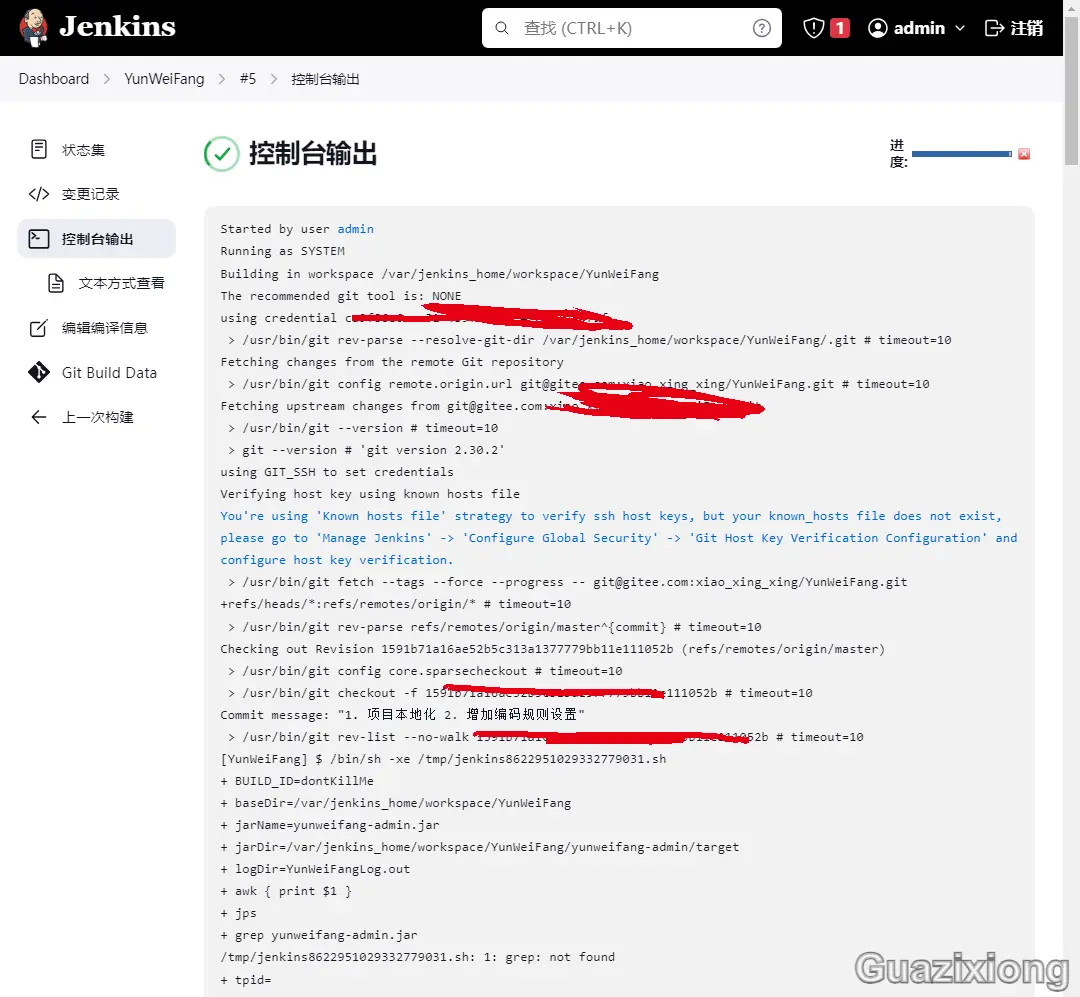 Jenkins
查找 (CTRL+K)
1
admin
注销
Dashboard
YunWeiFang
#5
控制台输出
状态集
变更记录
控制台输出
文本方式查看
编辑编译信息
Git Build Data
上一次构建
控制台输出
进度:
Started by user admin
Running as SYSTEM
Building in workspace /var/jenkins_home/workspace/YunWeiFang
The recommended git tool is: NONE
using credential
> /usr/bin/git rev-parse --resolve-git-dir /var/jenkins_home/workspace/YunWeiFang/.git # timeout=10
Fetching changes from the remote Git repository
> /usr/bin/git config remote.origin.url git@gitee.com:xiao_xing_xing/YunWeiFang.git # timeout=10
Fetching upstream changes from git@gitee.com:
> /usr/bin/git --version # timeout=10
> git --version # 'git version 2.30.2'
using GIT_SSH to set credentials
Verifying host key using known hosts file
You're using 'Known hosts file' strategy to verify ssh host keys, but your known_hosts file does not exist,
please go to 'Manage Jenkins' -> 'Configure Global Security' -> 'Git Host Key Verification Configuration' and
configure host key verification.
> /usr/bin/git fetch --tags --force --progress -- git@gitee.com:xiao_xing_xing/YunWeiFang.git
+refs/heads/*:refs/remotes/origin/* # timeout=10
> /usr/bin/git rev-parse refs/remotes/origin/master^{commit} # timeout=10
Checking out Revision 1591b71a16ae52b5c313a1377779bb11e111052b (refs/remotes/origin/master)
> /usr/bin/git config core.sparsecheckout # timeout=10
> /usr/bin/git checkout -f # timeout=10
Commit message: "1. 项目本地化 2. 增加编码规则设置"
> /usr/bin/git rev-list --no-walk # timeout=10
[YunWeiFang] $ /bin/sh -xe /tmp/jenkins8622951029332779031.sh
+ BUILD_ID=dontKillMe
+ baseDir=/var/jenkins_home/workspace/YunWeiFang
+ jarName=yunweifang-admin.jar
+ jarDir=/var/jenkins_home/workspace/YunWeiFang/yunweifang-admin/target
+ logDir=YunWeiFangLog.out
+ awk { print $1 }
+ jps
+ grep yunweifang-admin.jar
/tmp/jenkins8622951029332779031.sh: 1: grep: not found
+ tpid=
Guazixiong